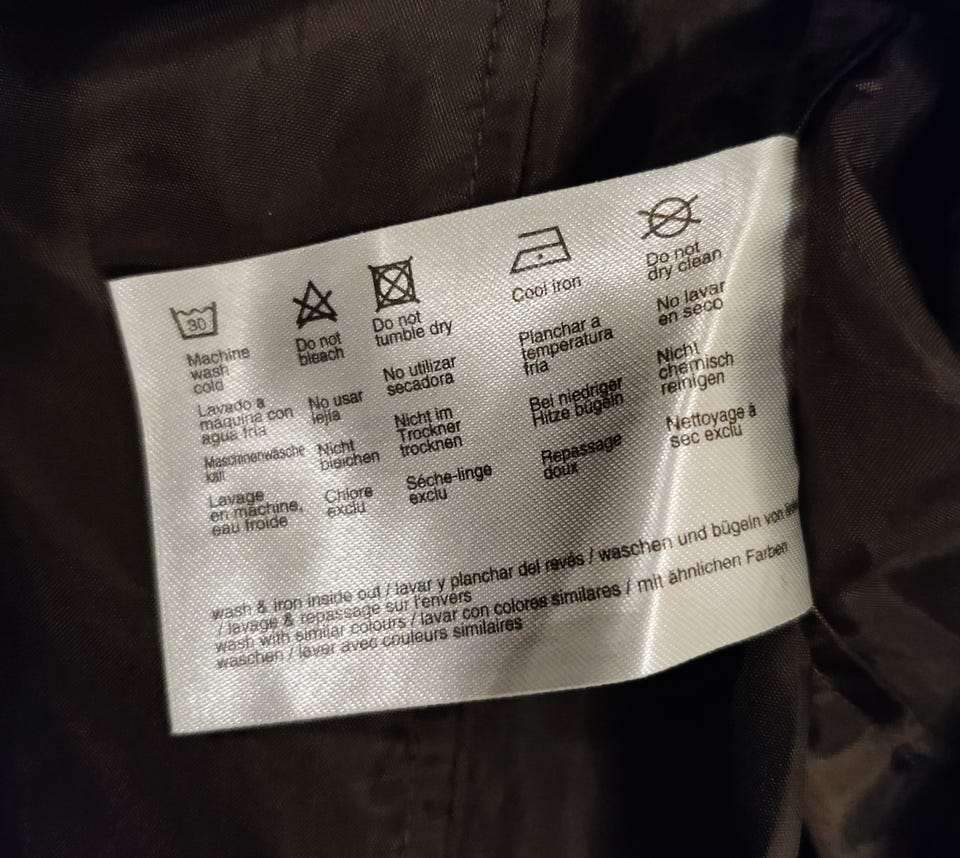 30
Machine
wash
cold
Do not
bleach
Do not
tumble dry
Cool iron
Do not
dry clean
Lavado a
máquina con
agua fría
No usar
lejía
No utilizar
secadora
Planchar a
temperatura
fría
No lavar
en seco
Maschinenwäsche
kalt
Nicht
bleichen
Nicht im
Trockner
trocknen
Bei niedriger
Hitze bügeln
Nicht
chemisch
reinigen
Lavage
en machine,
eau froide
Chlore
exclu
Séche-linge
exclu
Repassage
doux
Nettoyage à
sec exclu
wash & iron inside out / lavar y planchar del revés / waschen und bügeln von
/ lavage & repassage sur l'envers
wash with similar colours / lavar con colores similares / mit ähnlichen Farben
waschen / laver avec couleurs similaires